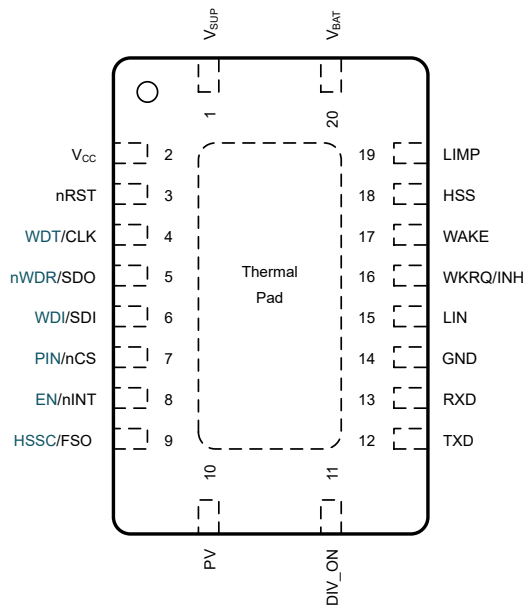 VSUP
VBAT
1
20
VCC 2
19 LIMP
nRST 3
18 HSS
WDT/CLK 4
17 WAKE
nWDR/SDO 5
16 WKRQ/INH
Thermal
Pad
WDI/SDI 6
15 LIN
PIN/nCS 7
14 GND
EN/nINT 8
13 RXD
HSSC/FSO 9
12 TXD
10
11
PV
DIV_ON